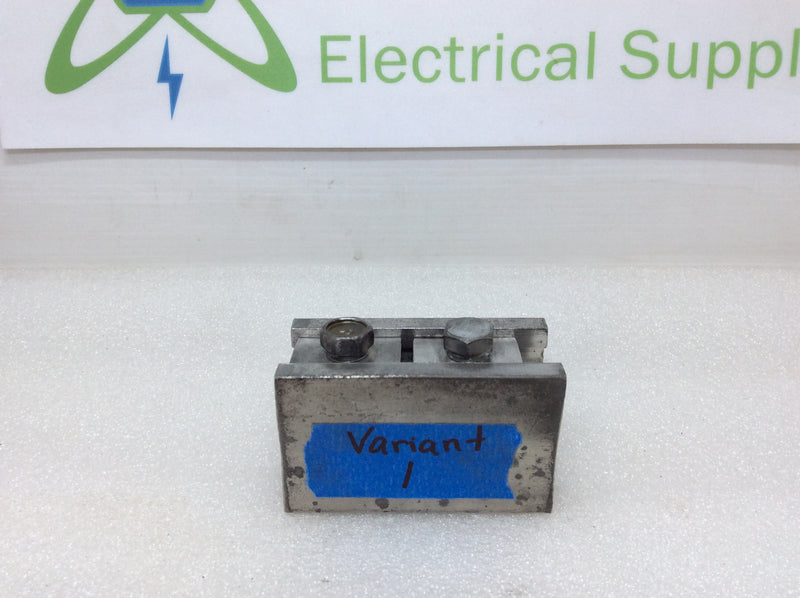 Electrical Suppl
Variant
1